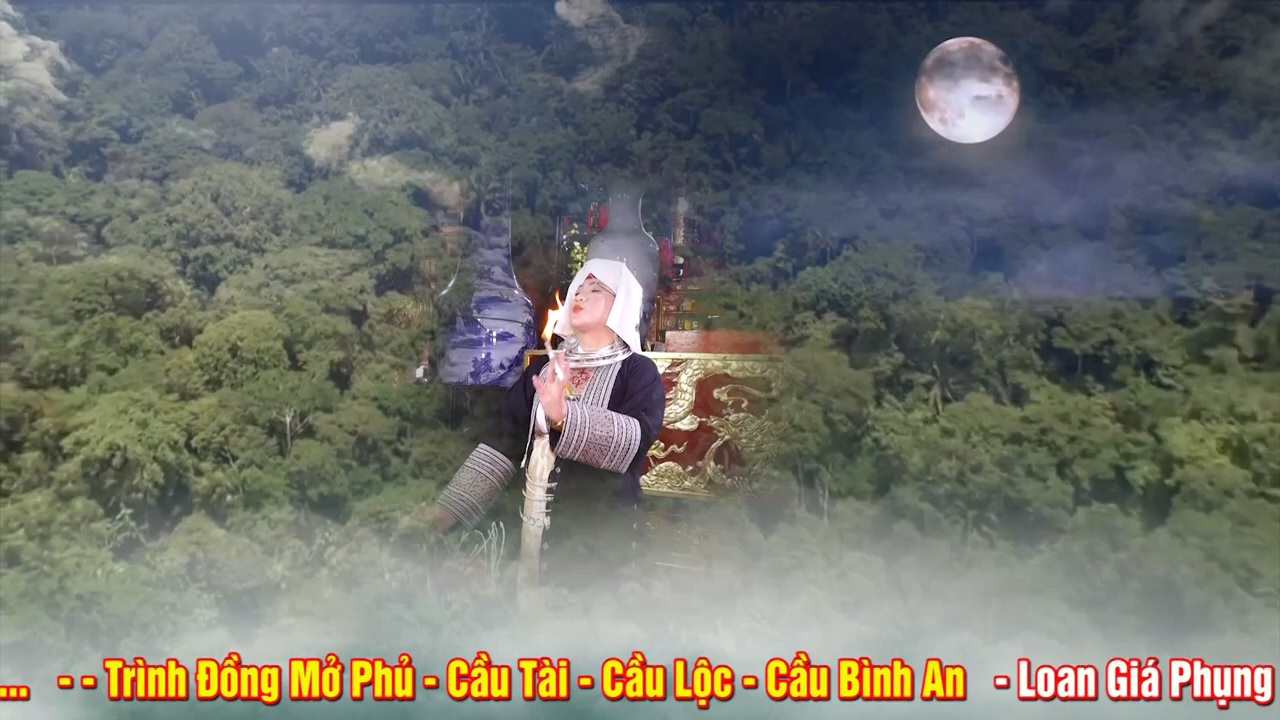 ... - - Trình Đồng Mở Phủ - Cầu Tài - Cầu Lộc - Cầu Bình An - Loan Giá Phụng